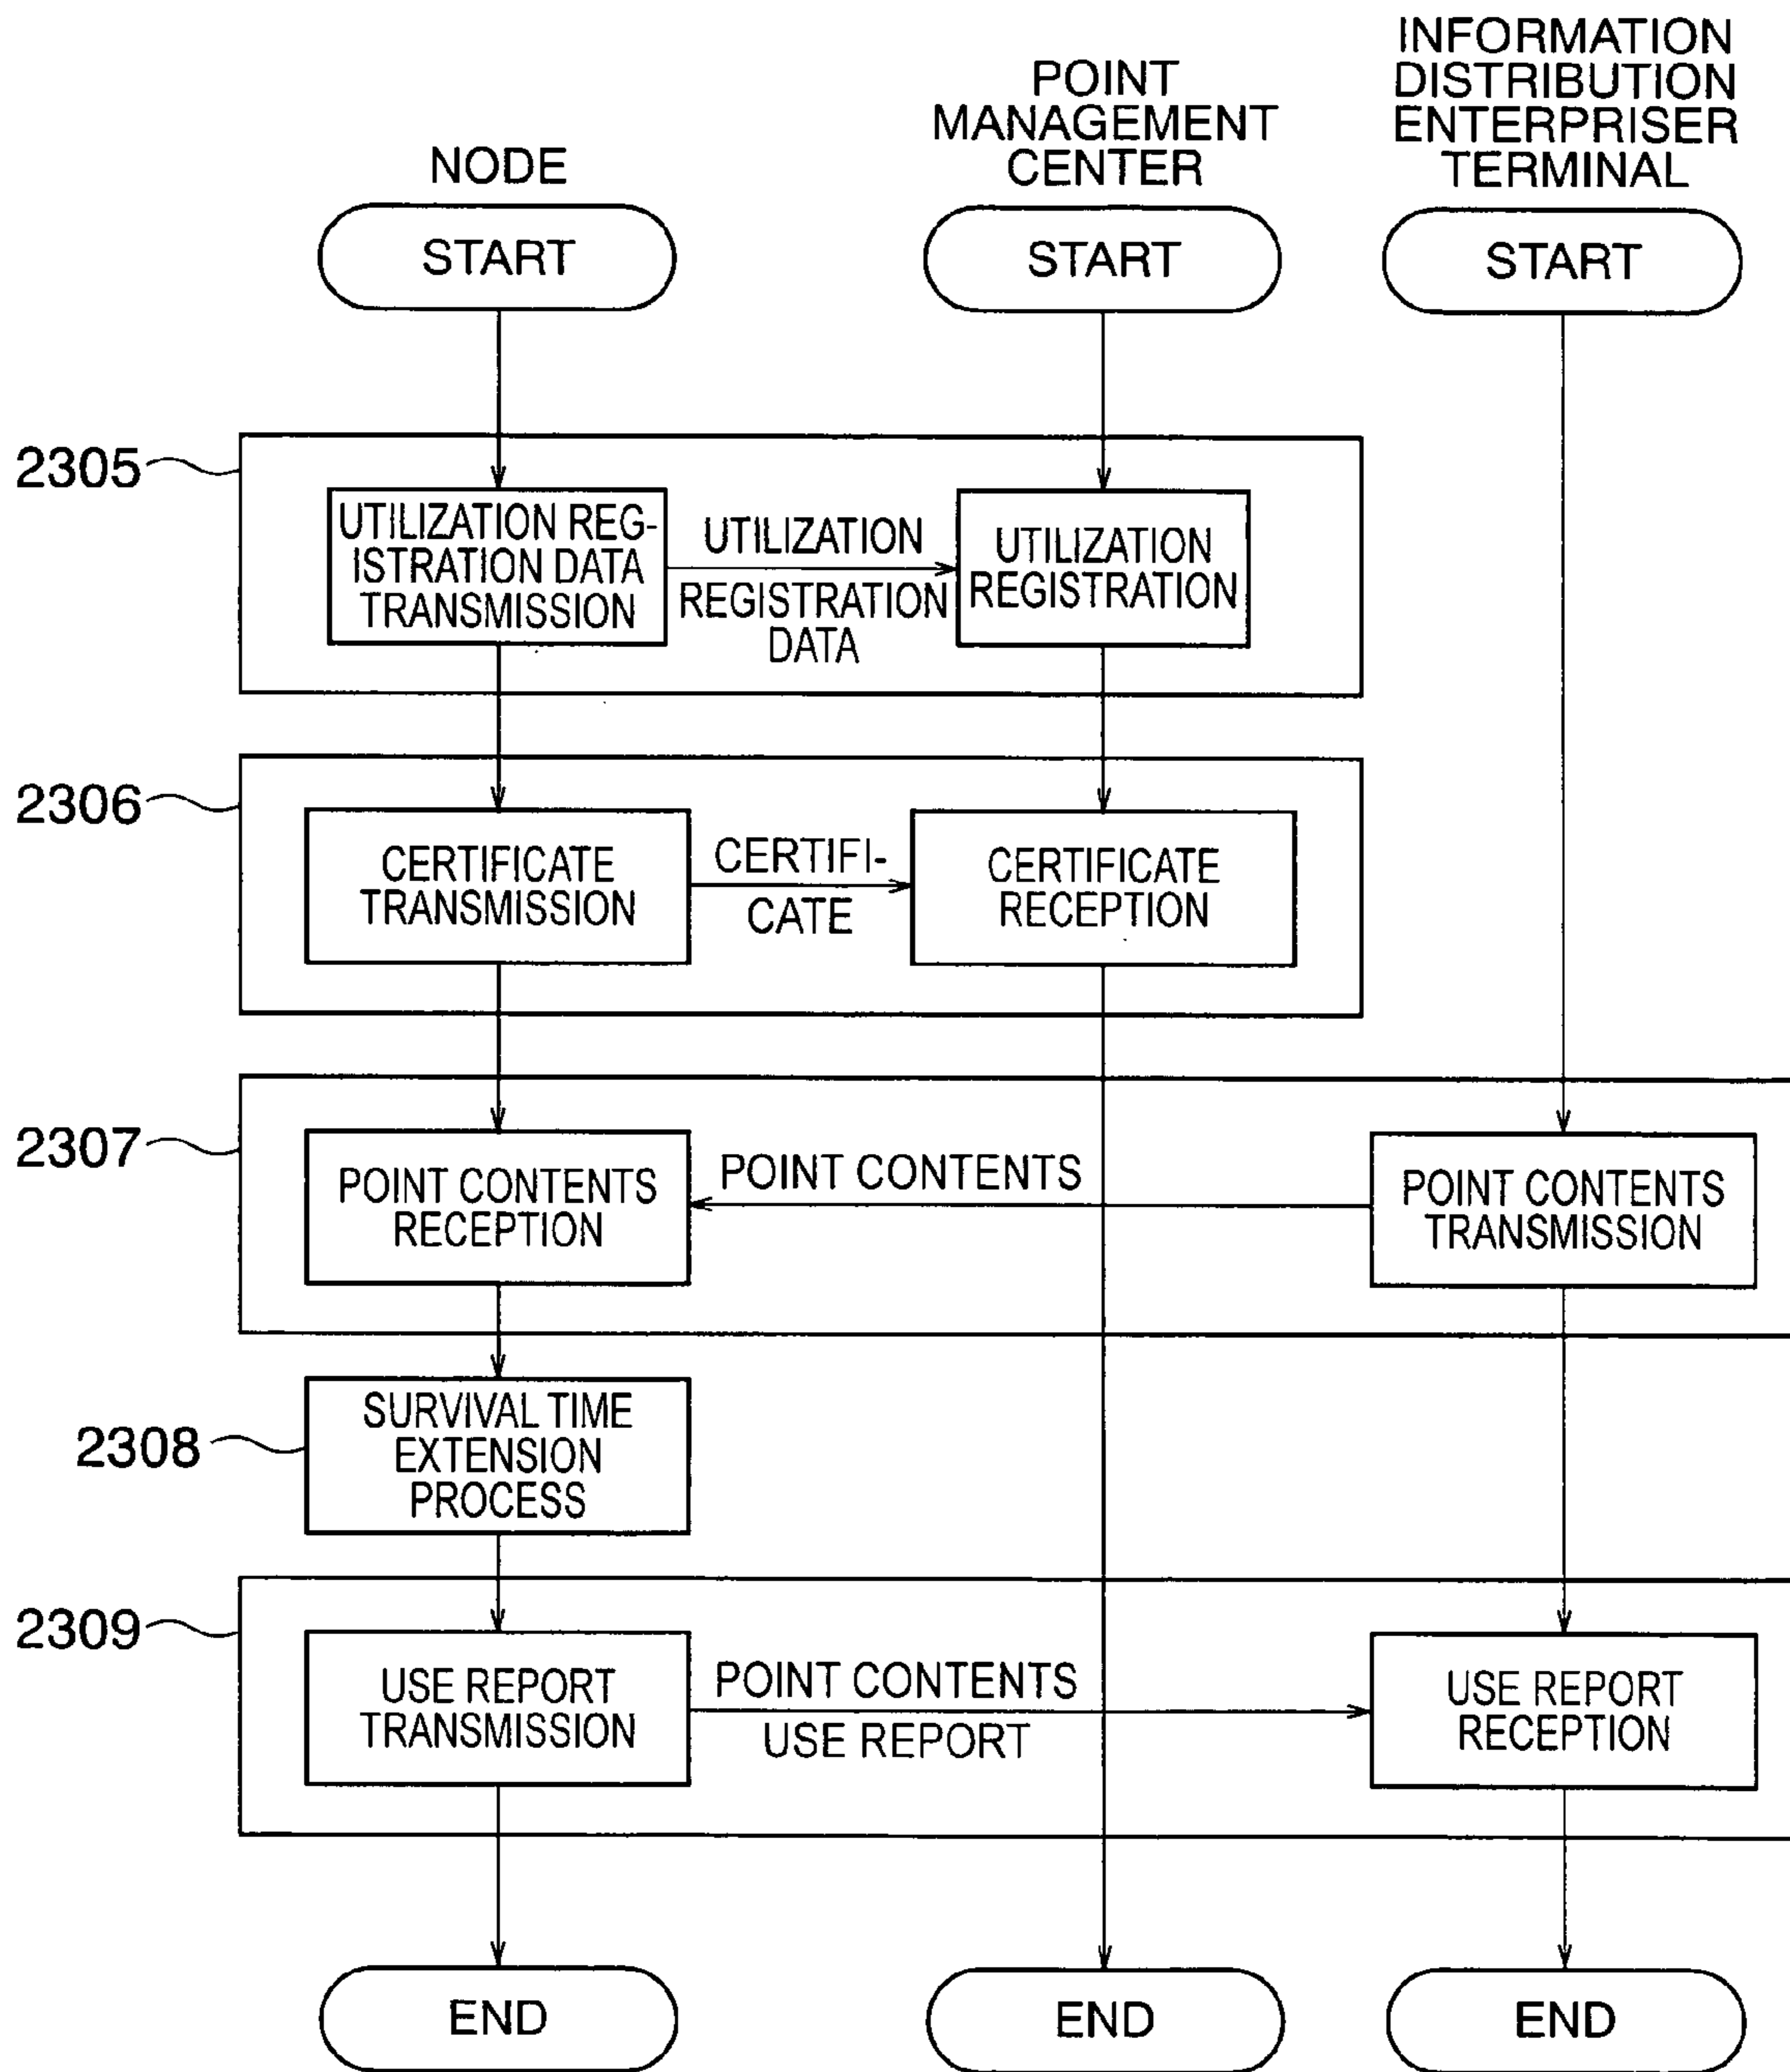 NODE
POINT
MANAGEMENT
CENTER
INFORMATION
DISTRIBUTION
ENTERPRISER
TERMINAL
START
START
START
2305
UTILIZATION REG-
ISTRATION DATA
TRANSMISSION
UTILIZATION
REGISTRATION
DATA
UTILIZATION
REGISTRATION
2306
CERTIFICATE
TRANSMISSION
CERTIFI-
CATE
CERTIFICATE
RECEPTION
2307
POINT CONTENTS
RECEPTION
POINT CONTENTS
POINT CONTENTS
TRANSMISSION
2308
SURVIVAL TIME
EXTENSION
PROCESS
2309
USE REPORT
TRANSMISSION
POINT CONTENTS
USE REPORT
USE REPORT
RECEPTION
END
END
END